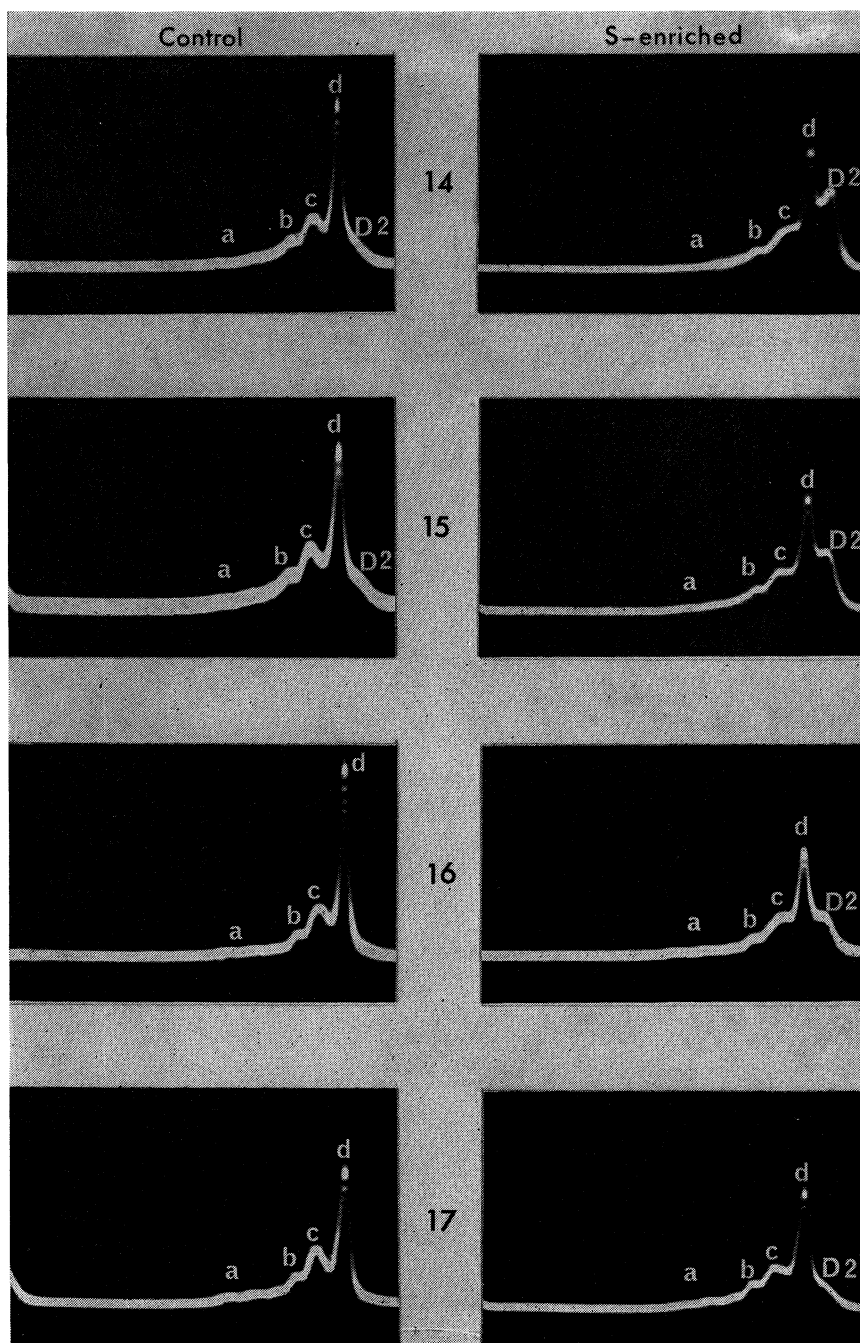 Control S-enriched
d d
14
D2
c c
b D2 b
a a
d d
15
c D2
b D2 c
a b
a
d
d
16
c c D2
b b
a a
d d
17
c c
b D2
a a b